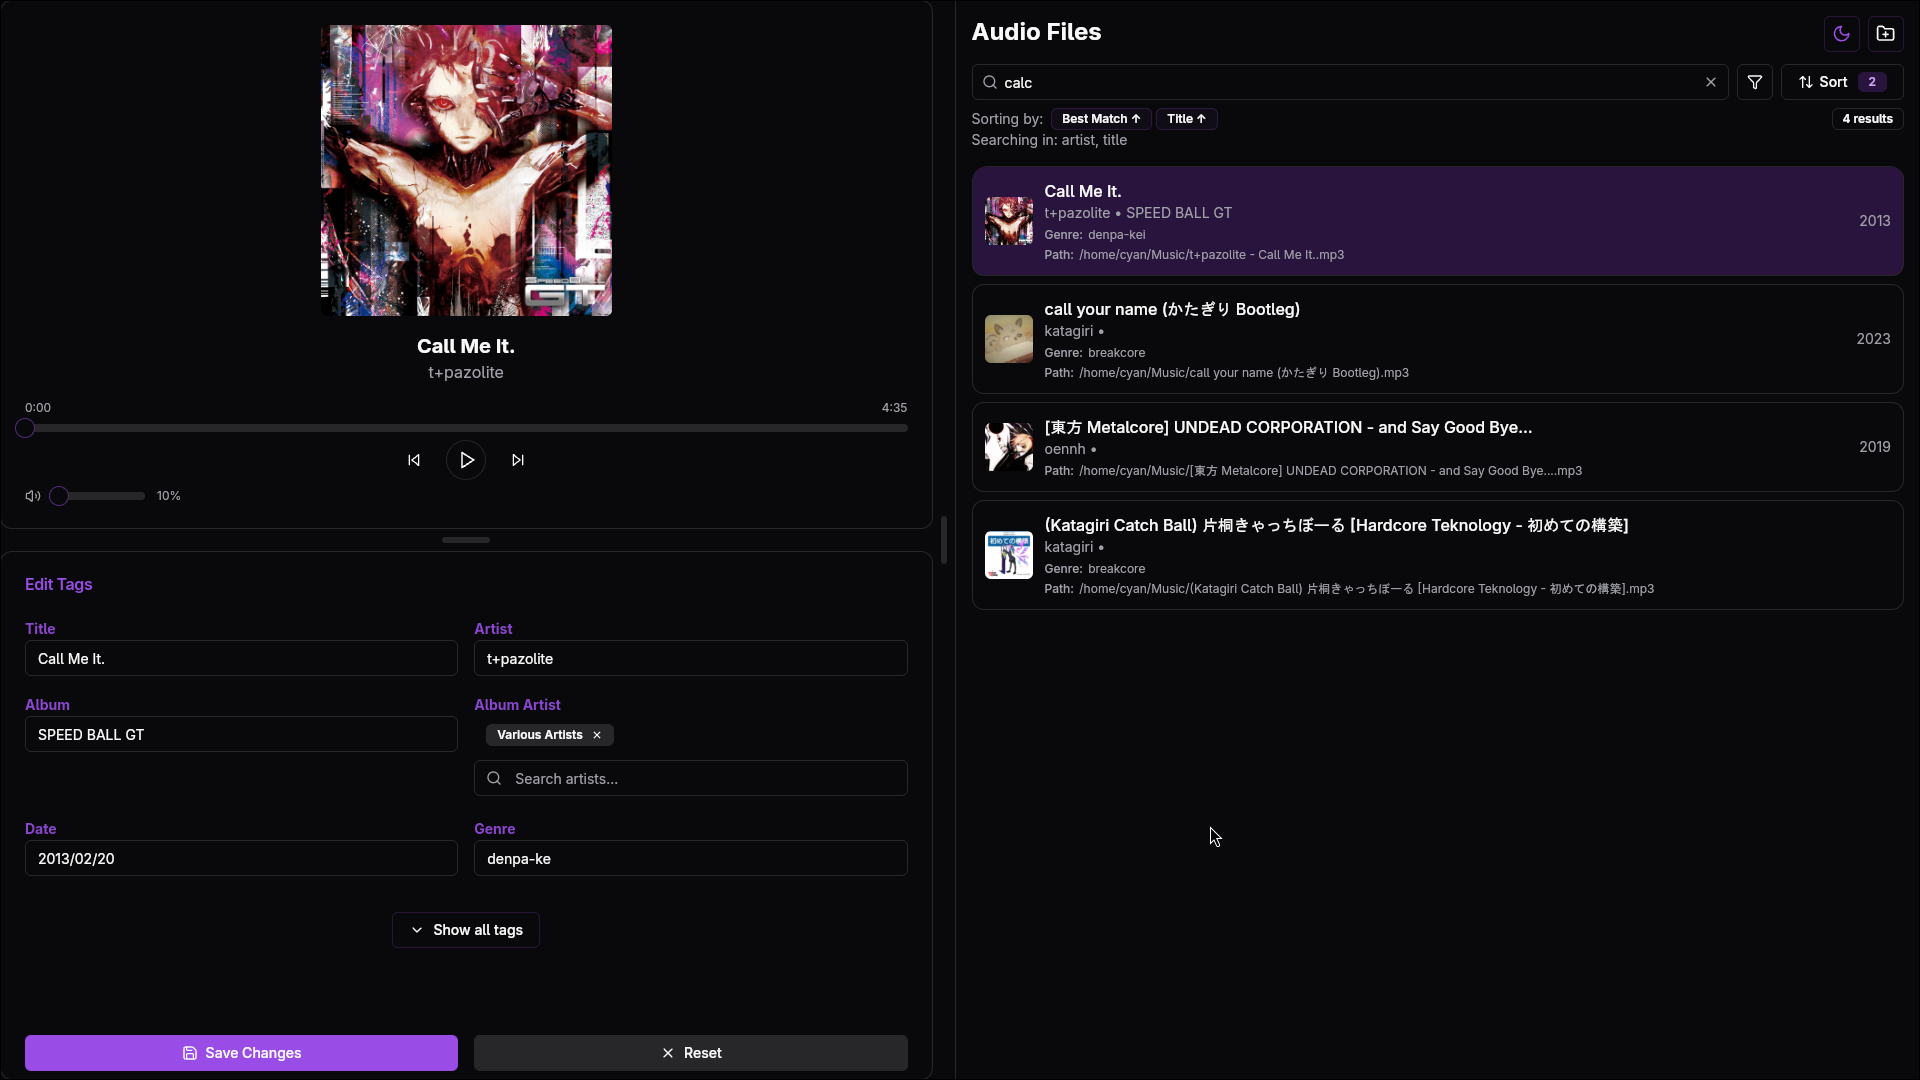 GT
Call Me It.
t+pazolite
0:00
4:35
10%
Edit Tags
Title
Call Me It.
Artist
t+pazolite
Album
SPEED BALL GT
Album Artist
Various Artists
Search artists...
Date
2013/02/20
Genre
denpa-ke
Show all tags
Save Changes
Reset
Audio Files
calc
Sort 2
Sorting by: Best Match ↑ Title ↑
4 results
Searching in: artist, title
Call Me It.
t+pazolite • SPEED BALL GT
Genre: denpa-kei
Path: /home/cyan/Music/t+pazolite - Call Me It..mp3
2013
call your name (かたぎり Bootleg)
katagiri •
Genre: breakcore
Path: /home/cyan/Music/call your name (かたぎり Bootleg).mp3
2023
[東方 Metalcore] UNDEAD CORPORATION - and Say Good Bye...
oennh •
Path: /home/cyan/Music/[東方 Metalcore] UNDEAD CORPORATION - and Say Good Bye....mp3
2019
初めての構築
(Katagiri Catch Ball) 片桐きゃっちぼーる [Hardcore Teknology - 初めての構築]
katagiri •
Genre: breakcore
Path: /home/cyan/Music/(Katagiri Catch Ball) 片桐きゃっちぼーる [Hardcore Teknology - 初めての構築].mp3